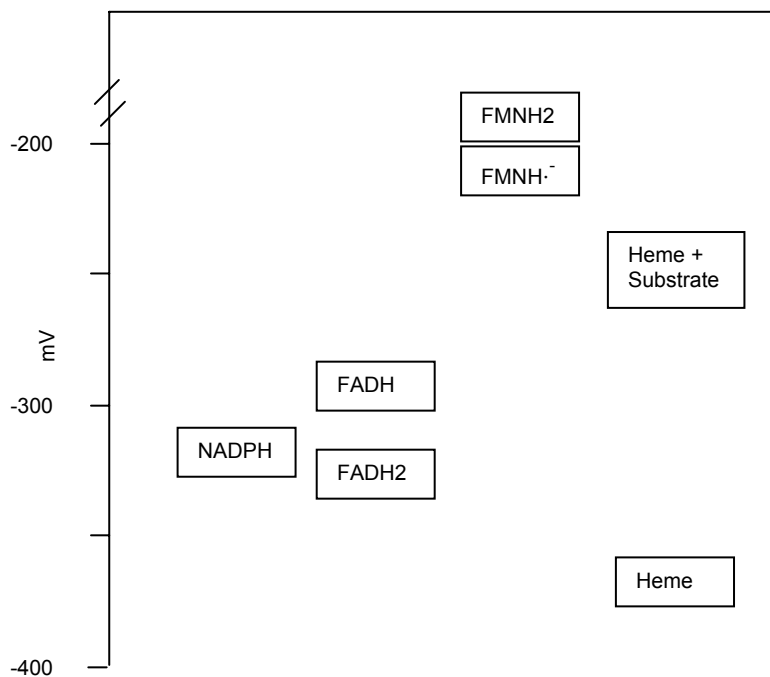 FMNH2
-200
FMNH·-
Heme +
Substrate
mV
FADH
-300
NADPH
FADH2
Heme
-400